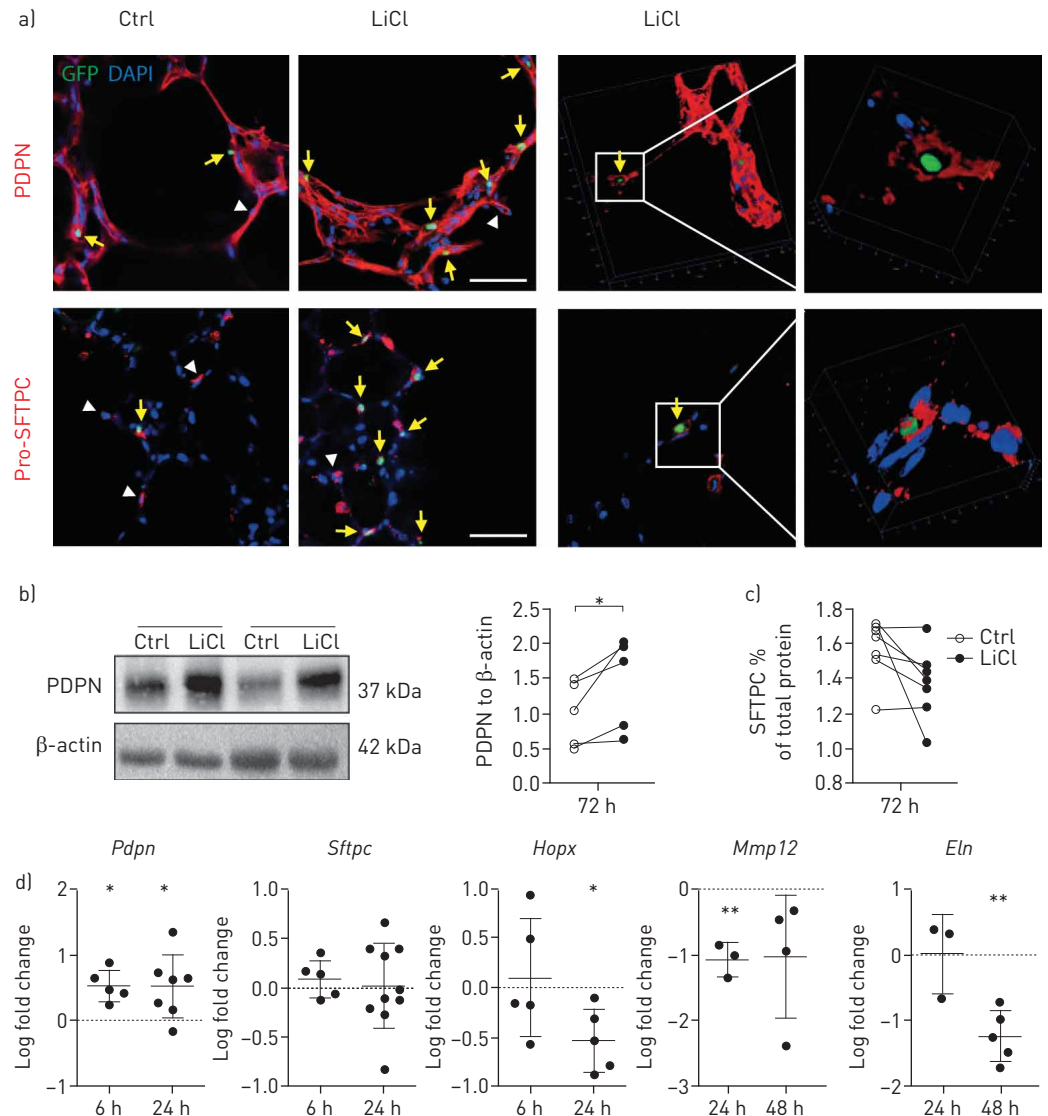 a)
Ctrl
LiCl
LiCl
GFP DAPI
PDPN
Pro-SFTPC
b)
Ctrl LiCl Ctrl LiCl
PDPN
37 kDa
β-actin
42 kDa
PDPN to β-actin
2.5
2.0
1.5
1.0
0.5
0.0
*
72 h
c)
SFTPC %
of total protein
1.8
1.6
1.4
1.2
1.0
0.8
72 h
Ctrl
LiCl
d)
Pdpn
Log fold change
2
1
0
−1
* *
6 h 24 h
Sftpc
Log fold change
1.0
0.5
0.0
−0.5
−1.0
6 h 24 h
Hopx
Log fold change
1.0
0.5
0.0
−0.5
1.0
*
6 h 24 h
Mmp12
Log fold change
−0
−1
−2
−3
**
24 h 48 h
Eln
Log fold change
1
0
−1
−2
**
24 h 48 h